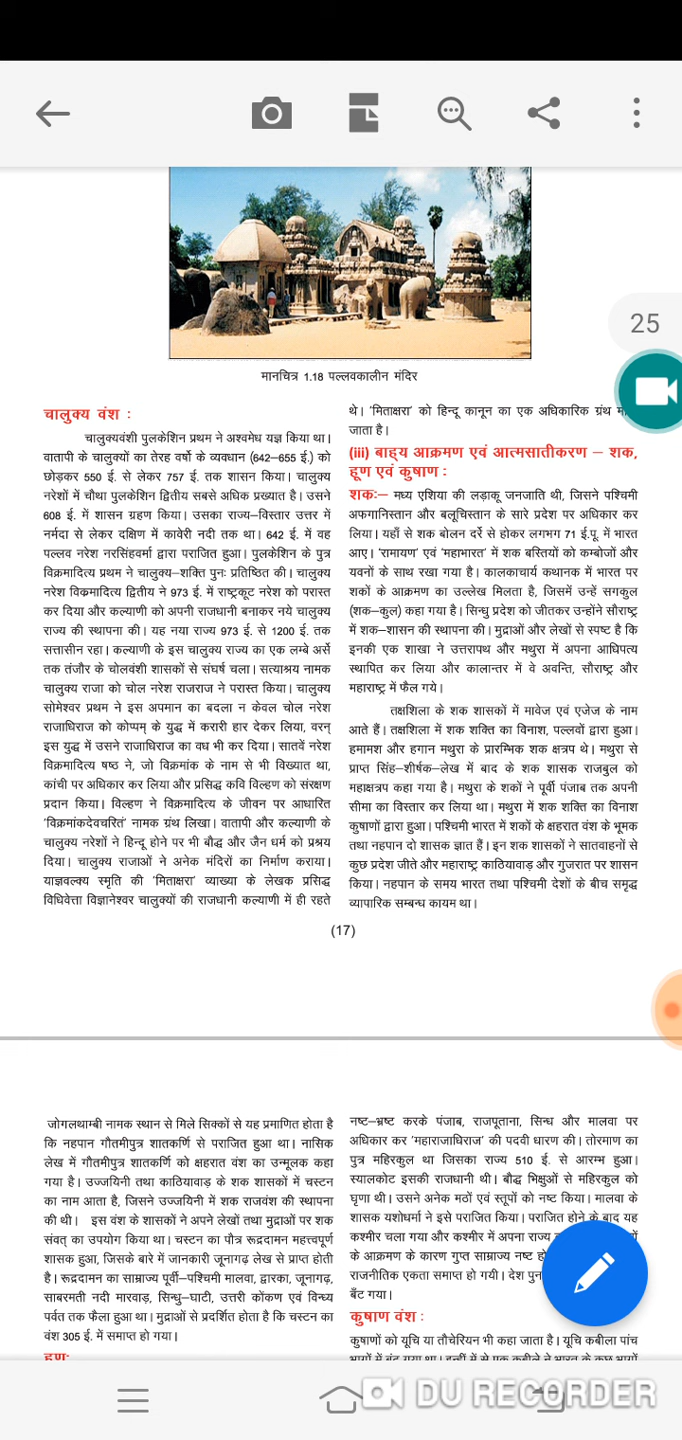 25
मानचित्र 1.18 पल्लवकालीन मंदिर
चालुक्य वंश :
चालुक्यवंशी पुलकेशिन प्रथम ने अश्वमेध यज्ञ किया था।
वातापी के चालुक्यों का तेरह वर्षो के व्यवधान (642–655 ई.) को
छोड़कर 550 ई. से लेकर 757 ई. तक शासन किया। चालुक्य
नरेशों में चौथा पुलकेशिन द्वितीय सबसे अधिक प्रख्यात है। उसने
608 ई. में शासन ग्रहण किया। उसका राज्य–विस्तार उत्तर में
नर्मदा से लेकर दक्षिण में कावेरी नदी तक था। 642 ई. में वह
पल्लव नरेश नरसिंहवर्मा द्वारा पराजित हुआ। पुलकेशिन के पुत्र
विक्रमादित्य प्रथम ने चालुक्य–शक्ति पुनः प्रतिष्ठित की। चालुक्य
नरेश विकमादित्य द्वितीय ने 973 ई. में राष्ट्रकूट नरेश को परास्त
कर दिया और कल्याणी को अपनी राजधानी बनाकर नये चालुक्य
राज्य की स्थापना की। यह नया राज्य 973 ई. से 1200 ई. तक
सत्तासीन रहा। कल्याणी के इस चालुक्य राज्य का एक लम्बे अर्से
तक तंजौर के चोलवंशी शासकों से संघर्ष चला। सत्याश्रय नामक
चालुक्य राजा को चोल नरेश राजराज ने परास्त किया। चालुक्य
सोमेश्वर प्रथम ने इस अपमान का बदला न केवल चोल नरेश
राजाधिराज को कोप्पम् के युद्ध में करारी हार देकर लिया, वरन्
इस युद्ध में उसने राजाधिराज का वध भी कर दिया। सातवें नरेश
विक्रमादित्य षष्ठ ने, जो विक्रमांक के नाम से भी विख्यात था,
कांची पर अधिकार कर लिया और प्रसिद्ध कवि विल्हण को संरक्षण
प्रदान किया। विल्हण ने विक्रमादित्य के जीवन पर आधारित
'विक्रमांकदेवचरित' नामक ग्रंथ लिखा। वातापी और कल्याणी के
चालुक्य नरेशों ने हिन्दू होने पर भी बौद्ध और जैन धर्म को प्रश्रय
दिया। चालुक्य राजाओं ने अनेक मंदिरों का निर्माण कराया।
याज्ञवल्क्य स्मृति की 'मिताक्षरा' व्याख्या के लेखक प्रसिद्ध
विधिवेत्ता विज्ञानेश्वर चालुक्यों की राजधानी कल्याणी में ही रहते
थे। 'मिताक्षरा' को हिन्दू कानून का एक अधिकारिक ग्रंथ
जाता है।
(iii) बाह्य आक्रमण एवं आत्मसातीकरण – शक,
हूण एवं कुषाण :
शकः– मध्य एशिया की लड़ाकू जनजाति थी, जिसने पश्चिमी
अफगानिस्तान और बलूचिस्तान के सारे प्रदेश पर अधिकार कर
लिया। यहाँ से शक बोलन दर्रे से होकर लगभग 71 ई.पू. में भारत
आए। 'रामायण' एवं 'महाभारत' में शक बस्तियों को कम्बोजों और
यवनों के साथ रखा गया है। कालकाचार्य कथानक में भारत पर
शकों के आक्रमण का उल्लेख मिलता है, जिसमें उन्हें सगकुल
(शक–कुल) कहा गया है। सिन्धु प्रदेश को जीतकर उन्होंने सौराष्ट्र
में शक–शासन की स्थापना की। मुद्राओं और लेखों से स्पष्ट है कि
इनकी एक शाखा ने उत्तरापथ और मथुरा में अपना आधिपत्य
स्थापित कर लिया और कालान्तर में वे अवन्ति, सौराष्ट्र और
महाराष्ट्र में फैल गये।
तक्षशिला के शक शासकों में मावेज एवं एजेज के नाम
आते हैं। तक्षशिला में शक शक्ति का विनाश, पल्लवों द्वारा हुआ।
हमामश और हगान मथुरा के प्रारम्भिक शक क्षत्रप थे। मथुरा से
प्राप्त सिंह–शीर्षक–लेख में बाद के शक शासक राजबुल को
महाक्षत्रप कहा गया है। मथुरा के शकों ने पूर्वी पंजाब तक अपनी
सीमा का विस्तार कर लिया था। मथुरा में शक शक्ति का विनाश
कुषाणों द्वारा हुआ। पश्चिमी भारत में शकों के क्षहरात वंश के भूमक
तथा नहपान दो शासक ज्ञात हैं। इन शक शासकों ने सातवाहनों से
कुछ प्रदेश जीते और महाराष्ट्र काठियावाड़ और गुजरात पर शासन
किया। नहपान के समय भारत तथा पश्चिमी देशों के बीच समृद्ध
व्यापारिक सम्बन्ध कायम था।
(17)
जोगलथाम्बी नामक स्थान से मिले सिक्कों से यह प्रमाणित होता है
कि नहपान गौतमीपुत्र शातकर्णि से पराजित हुआ था। नासिक
लेख में गौतमीपुत्र शातकर्णि को क्षहरात वंश का उन्मूलक कहा
गया है। उज्जयिनी तथा काठियावाड़ के शक शासकों में चस्टन
का नाम आता है, जिसने उज्जयिनी में शक राजवंश की स्थापना
की थी। इस वंश के शासकों ने अपने लेखों तथा मुद्राओं पर शक
संवत् का उपयोग किया था। चस्टन का पौत्र रूद्रदामन महत्त्वपूर्ण
शासक हुआ, जिसके बारे में जानकारी जूनागढ़ लेख से प्राप्त होती
है। रूद्रदामन का साम्राज्य पूर्वी–पश्चिमी मालवा, द्वारका, जूनागढ़,
साबरमती नदी मारवाड़, सिन्धु–घाटी, उत्तरी कोंकण एवं विन्ध्य
पर्वत तक फैला हुआ था। मुद्राओं से प्रदर्शित होता है कि चस्टन का
वंश 305 ई. में समाप्त हो गया।
हूणः
नष्ट–भ्रष्ट करके पंजाब, राजपूताना, सिन्ध और मालवा पर
अधिकार कर 'महाराजाधिराज' की पदवी धारण की। तोरमाण का
पुत्र महिरकुल था जिसका राज्य 510 ई. से आरम्भ हुआ।
स्यालकोट इसकी राजधानी थी। बौद्ध भिक्षुओं से महिरकुल को
घृणा थी। उसने अनेक मठों एवं स्तूपों को नष्ट किया। मालवा के
शासक यशोधर्मा ने इसे पराजित किया। पराजित होने के बाद यह
कश्मीर चला गया और कश्मीर में अपना राज्य
के आक्रमण के कारण गुप्त साम्राज्य नष्ट
राजनीतिक एकता समाप्त हो गयी। देश
बँट गया।
कुषाण वंश :
कुषाणों को यूचि या तौचेरियन भी कहा जाता है। यूचि कबीला पांच
भागों में बंट गया था। इन्हीं में से एक कबीले ने भारत के कुछ भागों
DU RECORDER